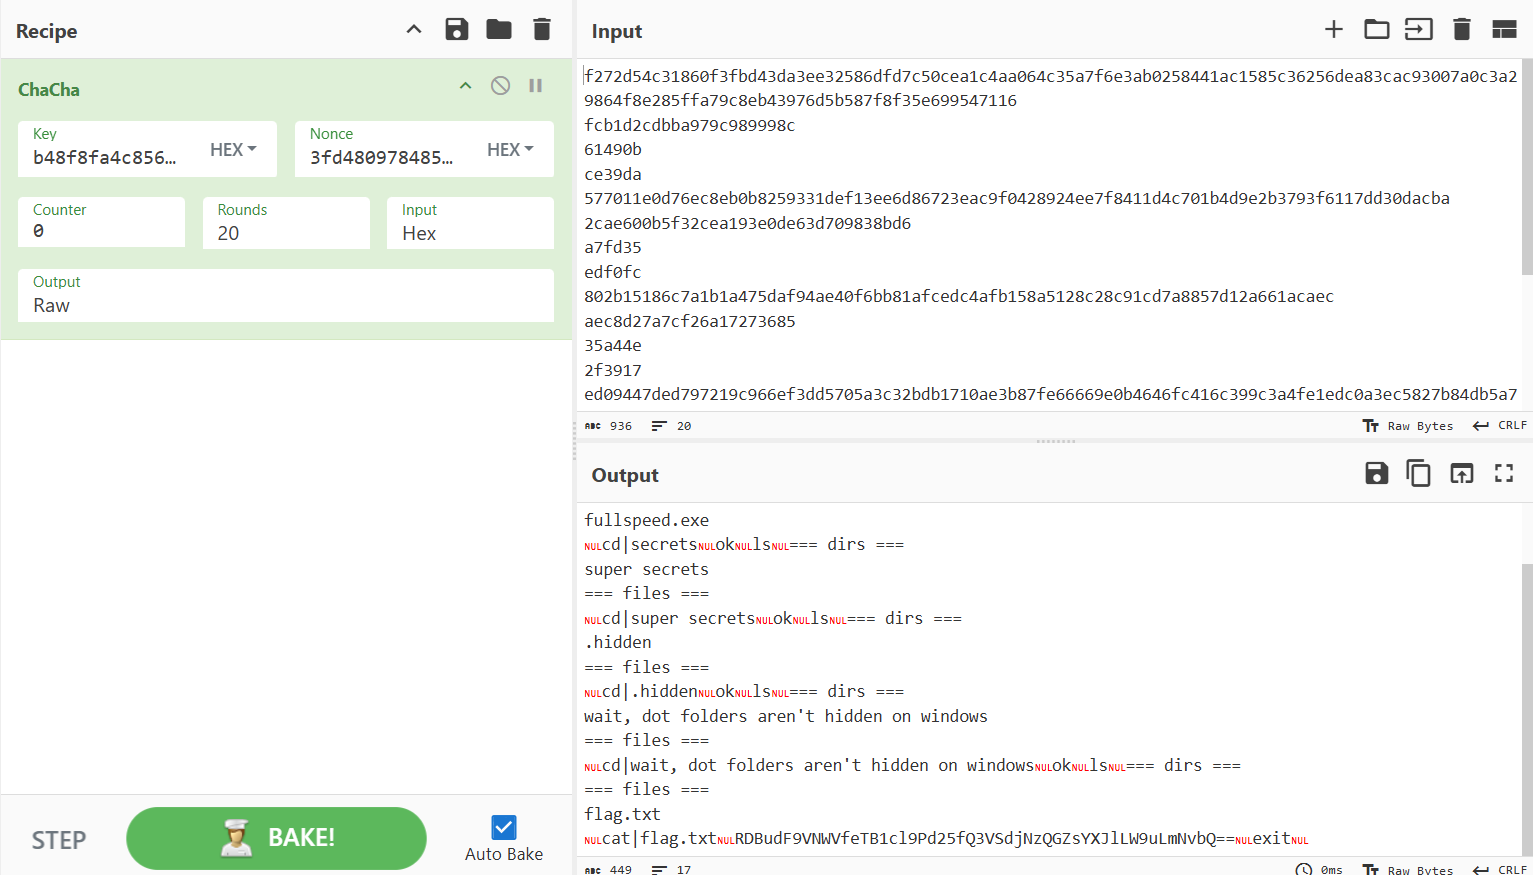 Recipe
ChaCha
Key
b48f8fa4c856...
HEX
Nonce
3fd480978485...
HEX
Counter
0
Rounds
20
Input
Hex
Output
Raw
STEP
BAKE!
Auto Bake
Input
f272d54c31860f3fbd43da3ee32586dfd7c50cea1c4aa064c35a7f6e3ab0258441ac1585c36256dea83cac93007a0c3a2
9864f8e285ffa79c8eb43976d5b587f8f35e699547116
fcb1d2cdbba979c989998c
61490b
ce39da
577011e0d76ec8eb0b8259331def13ee6d86723eac9f0428924ee7f8411d4c701b4d9e2b3793f6117dd30dacba
2cae600b5f32cea193e0de63d709838bd6
a7fd35
edf0fc
802b15186c7a1b1a475daf94ae40f6bb81afcedc4afb158a5128c28c91cd7a8857d12a661acaec
aec8d27a7cf26a17273685
35a44e
2f3917
ed09447ded797219c966ef3dd5705a3c32bdb1710ae3b87fe66669e0b4646fc416c399c3a4fe1edc0a3ec5827b84db5a7
ABC 936 20
Raw Bytes CRLF
Output
fullspeed.exe
NULcd|secretsNULokNULlsNUL=== dirs ===
super secrets
=== files ===
NULcd|super secretsNULokNULlsNUL=== dirs ===
.hidden
=== files ===
NULcd|.hiddenNULokNULlsNUL=== dirs ===
wait, dot folders aren't hidden on windows
=== files ===
NULcd|wait, dot folders aren't hidden on windowsNULokNULlsNUL=== dirs ===
=== files ===
flag.txt
NULcat|flag.txtNULRDBudF9VNWVfeTB1cl9Pd25fQ3VSdjNzQGZsYXJlLW9uLmNvbQ==NULexitNUL
ABC 449 17
0ms Raw Bytes CRLF